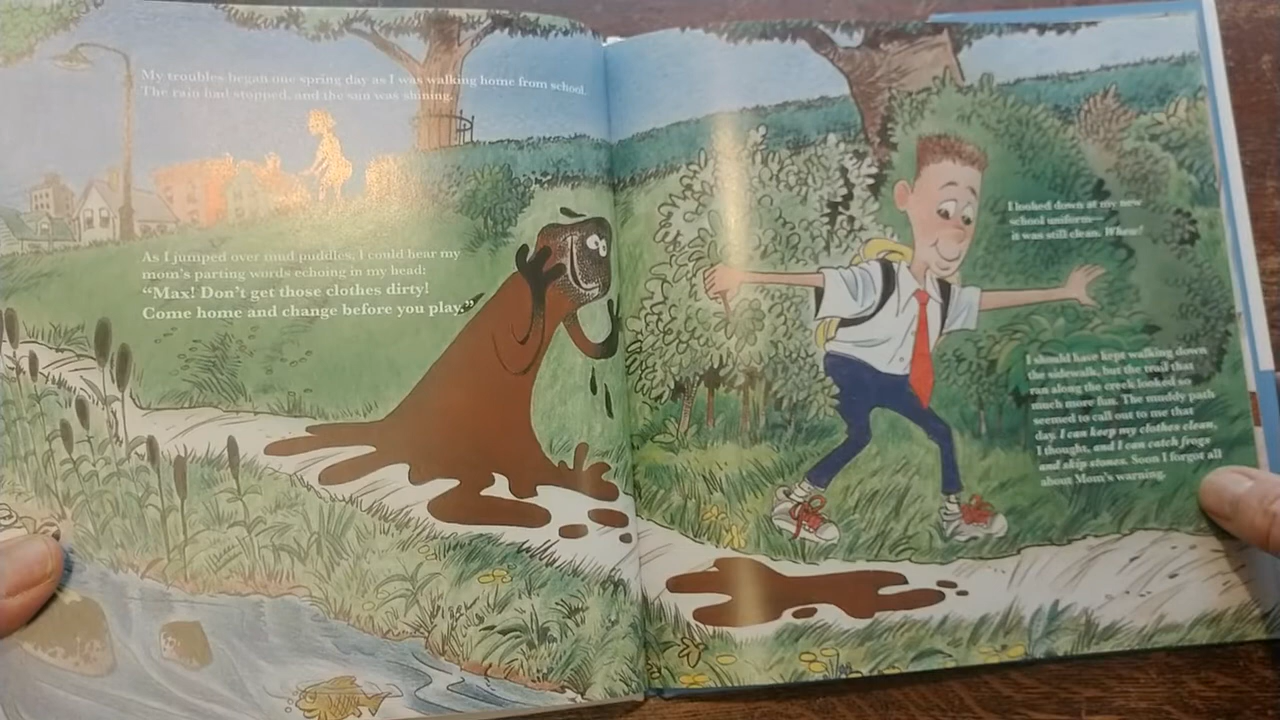 My troubles began one spring day as I was walking home from school.
The rain had stopped, and the sun was shining.
As I jumped over mud puddles, I could hear my
mom's parting words echoing in my head:
“Max! Don't get those clothes dirty!
Come home and change before you play.”
I looked down at my new
school uniform—
it was still clean. Whew!
I should have kept walking down
the sidewalk, but the trail that
ran along the creek looked so
much more fun. The muddy path
seemed to call out to me that
day. I can keep my clothes clean,
I thought, and I can catch frogs
and skip stones. Soon I forgot all
about Mom's warning.